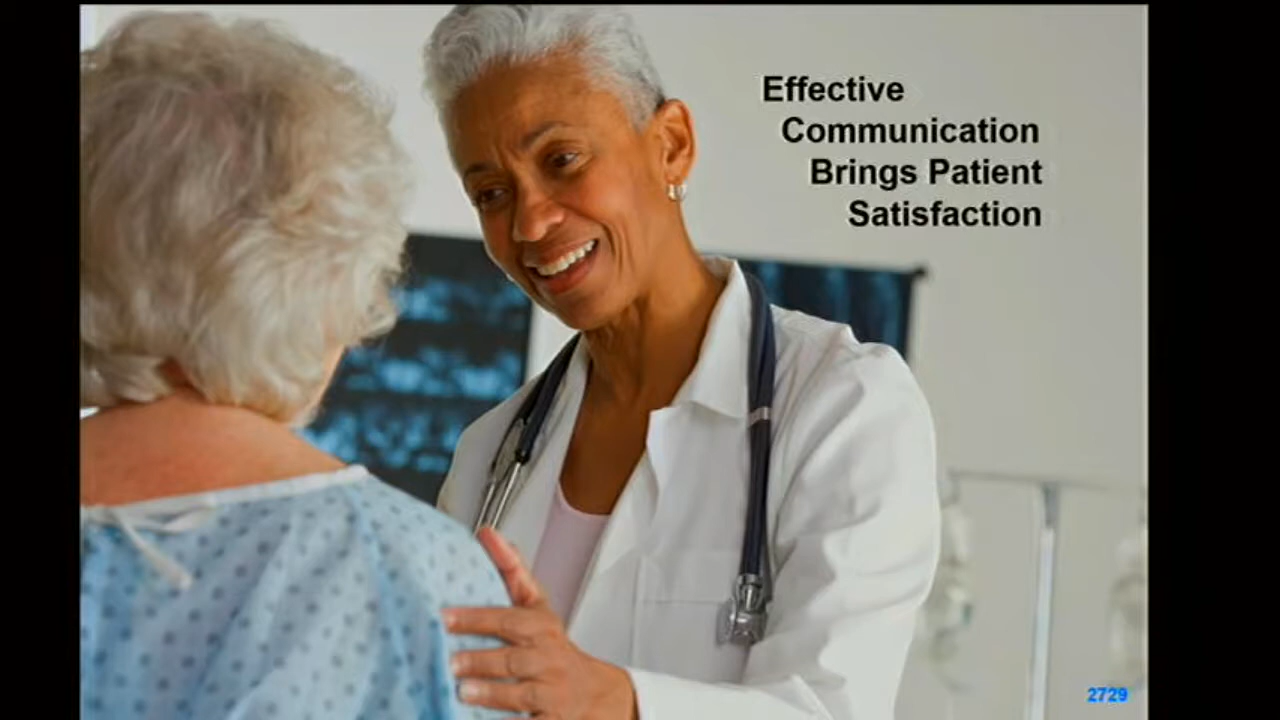 Effective
Communication
Brings Patient
Satisfaction
2729